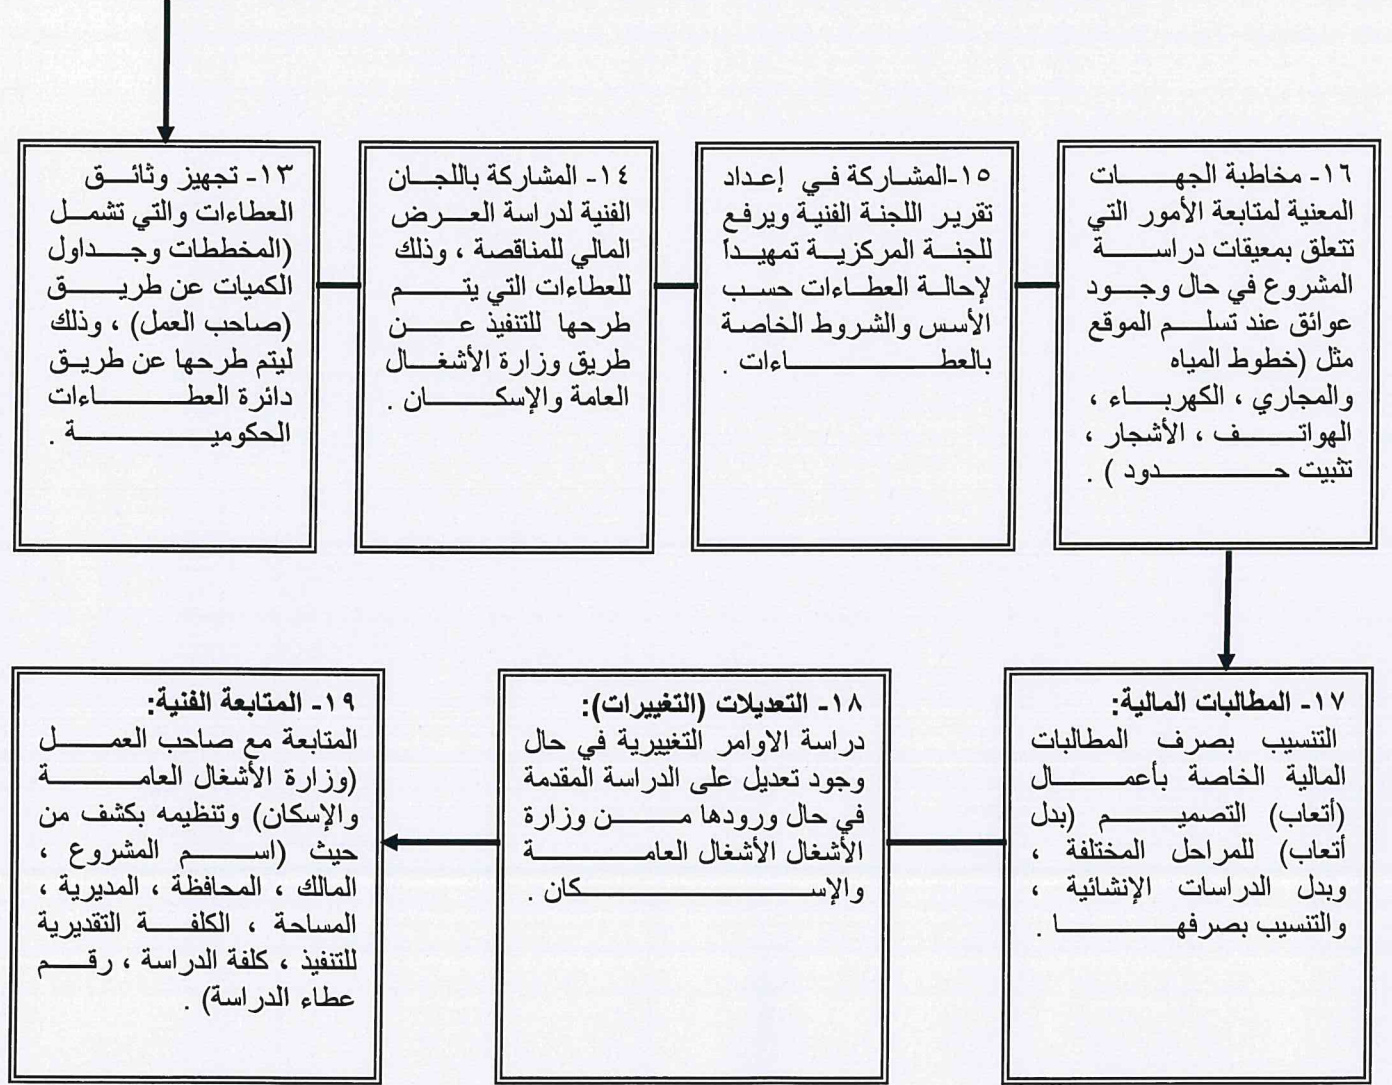 ١٣- تجهيز وثائق
العطاءات والتي تشمل
(المخططات وجداول
الكميات عن طريق
(صاحب العمل) ، وذلك
ليتم طرحها عن طريق
دائرة العطاءات
الحكومية .
١٤- المشاركة باللجان
الفنية لدراسة العرض
المالي للمناقصة ، وذلك
للعطاءات التي يتم
طرحها للتنفيذ عن
طريق وزارة الأشغال
العامة والإسكان .
١٥-المشاركة في إعداد
تقرير اللجنة الفنية ويرفع
للجنة المركزية تمهيداً
لإحالة العطاءات حسب
الأسس والشروط الخاصة
بالعطاءات .
١٦- مخاطبة الجهات
المعنية لمتابعة الأمور التي
تتعلق بمعيقات دراسة
المشروع في حال وجود
عوائق عند تسلم الموقع
مثل (خطوط المياه
والمجاري ، الكهرباء ،
الهواتف ، الأشجار ،
تثبيت حدود ) .
١٧- المطالبات المالية:
التنسيب بصرف المطالبات
المالية الخاصة بأعمال
(أتعاب) التصميم (بدل
أتعاب) للمراحل المختلفة ،
وبدل الدراسات الإنشائية ،
والتنسيب بصرفها .
١٨- التعديلات (التغييرات):
دراسة الاوامر التغييرية في حال
وجود تعديل على الدراسة المقدمة
في حال ورودها من وزارة
الأشغال الأشغال العامة
والإسكان .
١٩- المتابعة الفنية:
المتابعة مع صاحب العمل
(وزارة الأشغال العامة
والإسكان) وتنظيمه بكشف من
حيث (اسم المشروع ،
المالك ، المحافظة ، المديرية ،
المساحة ، الكلفة التقديرية
للتنفيذ ، كلفة الدراسة ، رقم
عطاء الدراسة) .